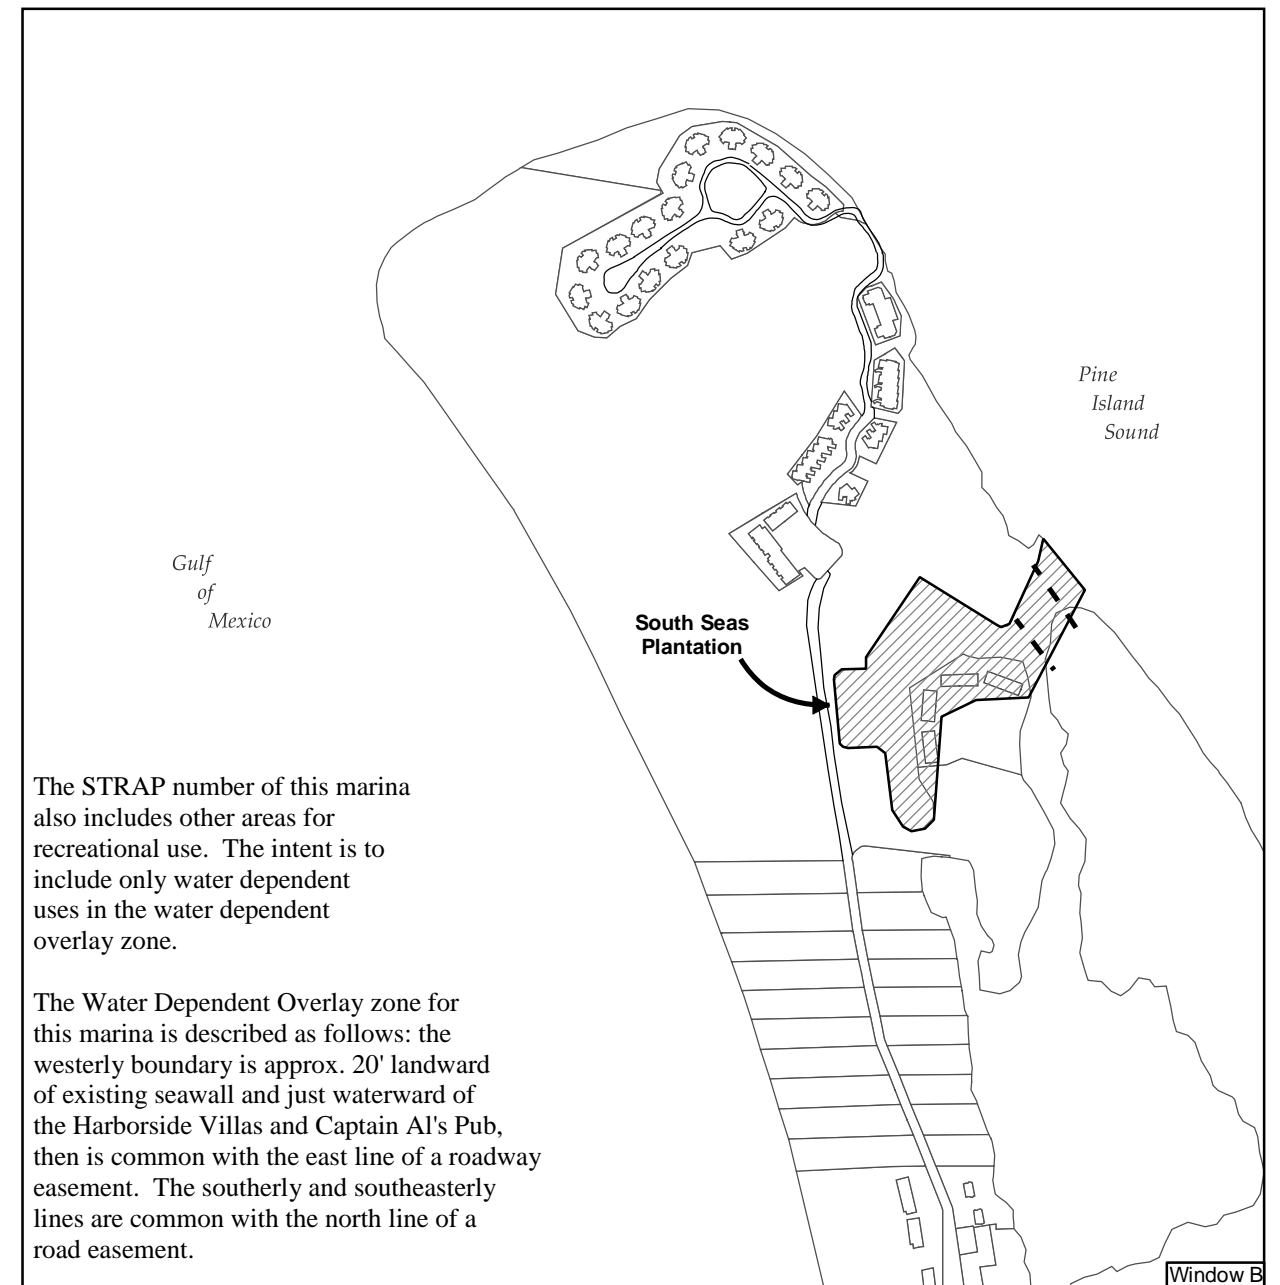 Pine
Island
Sound
Gulf
of
Mexico
South Seas
Plantation
The STRAP number of this marina
also includes other areas for
recreational use.  The intent is to
include only water dependent
uses in the water dependent
overlay zone.
The Water Dependent Overlay zone for
this marina is described as follows: the
westerly boundary is approx. 20' landward
of existing seawall and just waterward of
the Harborside Villas and Captain Al's Pub,
then is common with the east line of a roadway
easement.  The southerly and southeasterly
lines are common with the north line of a
road easement.
Window B